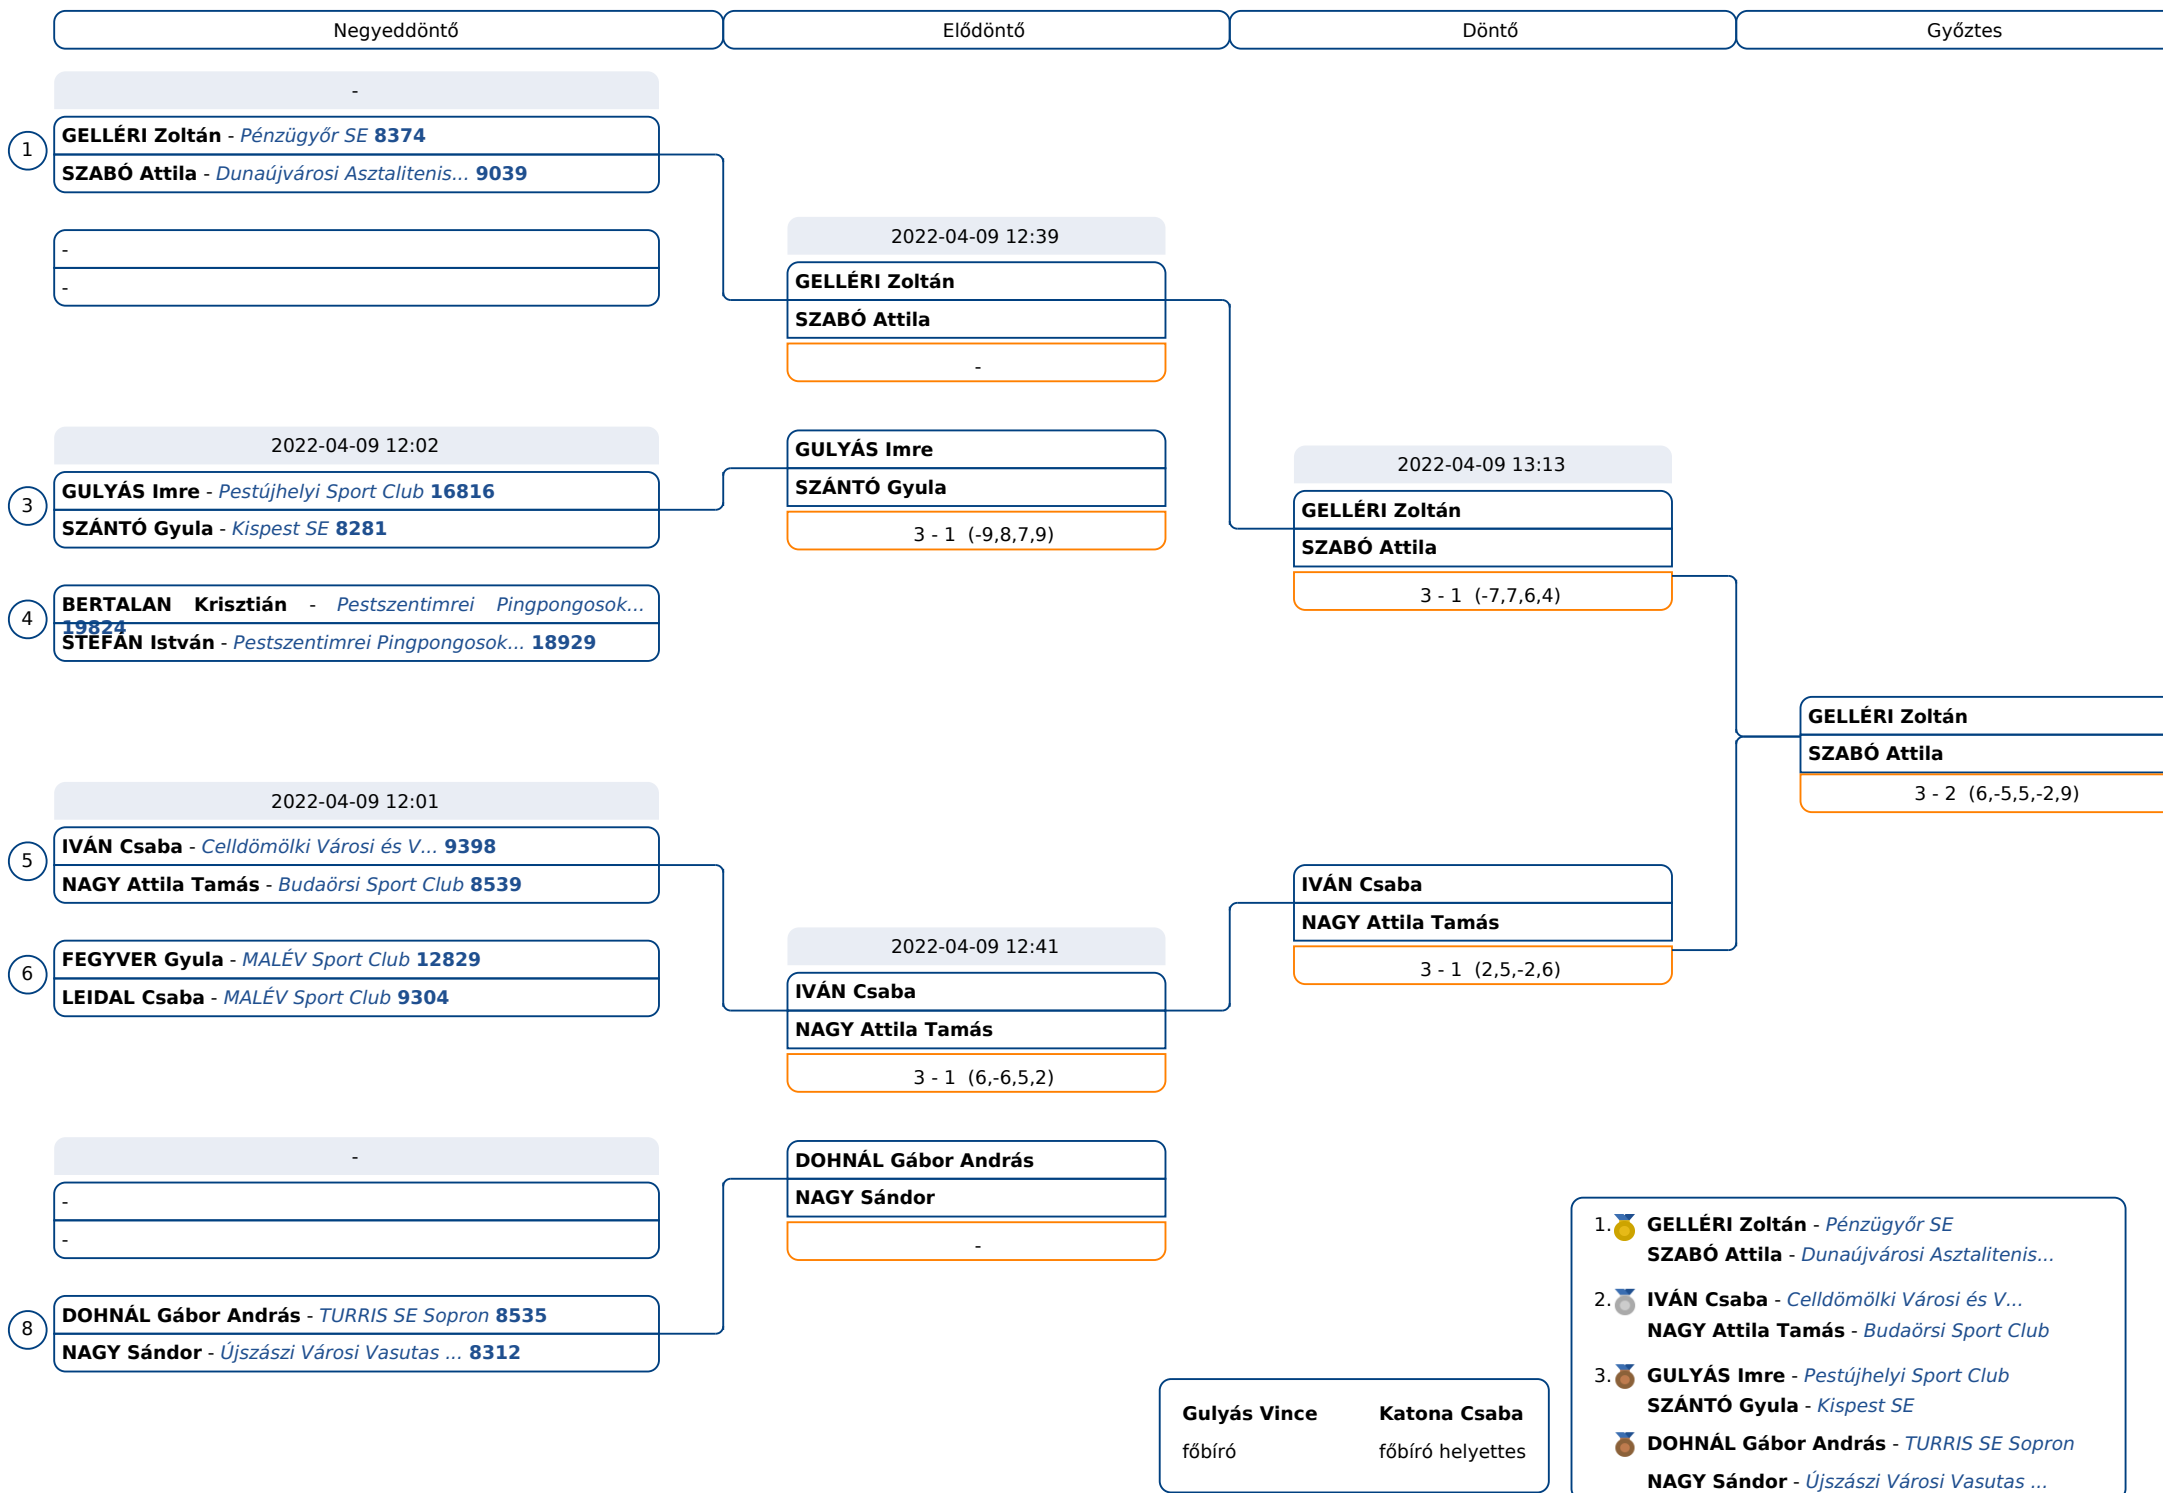 Negyeddöntő
Elődöntő
Döntő
Győztes
-
1
GELLÉRI Zoltán - Pénzügyőr SE 8374
SZABÓ Attila - Dunaújvárosi Asztalitenis... 9039
-
-
2022-04-09 12:39
GELLÉRI Zoltán
SZABÓ Attila
-
2022-04-09 12:02
3
GULYÁS Imre - Pestújhelyi Sport Club 16816
SZÁNTÓ Gyula - Kispest SE 8281
GULYÁS Imre
SZÁNTÓ Gyula
3 - 1 (-9,8,7,9)
4
BERTALAN Krisztián - Pestszentimrei Pingpongosok...
19824
STEFÁN István - Pestszentimrei Pingpongosok... 18929
2022-04-09 13:13
GELLÉRI Zoltán
SZABÓ Attila
3 - 1 (-7,7,6,4)
GELLÉRI Zoltán
SZABÓ Attila
3 - 2 (6,-5,5,-2,9)
2022-04-09 12:01
5
IVÁN Csaba - Celldömölki Városi és V... 9398
NAGY Attila Tamás - Budaörsi Sport Club 8539
6
FEGYVER Gyula - MALÉV Sport Club 12829
LEIDAL Csaba - MALÉV Sport Club 9304
2022-04-09 12:41
IVÁN Csaba
NAGY Attila Tamás
3 - 1 (6,-6,5,2)
IVÁN Csaba
NAGY Attila Tamás
3 - 1 (2,5,-2,6)
-
-
-
DOHNÁL Gábor András
NAGY Sándor
-
8
DOHNÁL Gábor András - TURRIS SE Sopron 8535
NAGY Sándor - Újszászi Városi Vasutas ... 8312
Gulyás Vince
Katona Csaba
főbíró
főbíró helyettes
1. GELLÉRI Zoltán - Pénzügyőr SE
SZABÓ Attila - Dunaújvárosi Asztalitenis...
2. IVÁN Csaba - Celldömölki Városi és V...
NAGY Attila Tamás - Budaörsi Sport Club
3. GULYÁS Imre - Pestújhelyi Sport Club
SZÁNTÓ Gyula - Kispest SE
DOHNÁL Gábor András - TURRIS SE Sopron
NAGY Sándor - Újszászi Városi Vasutas ...